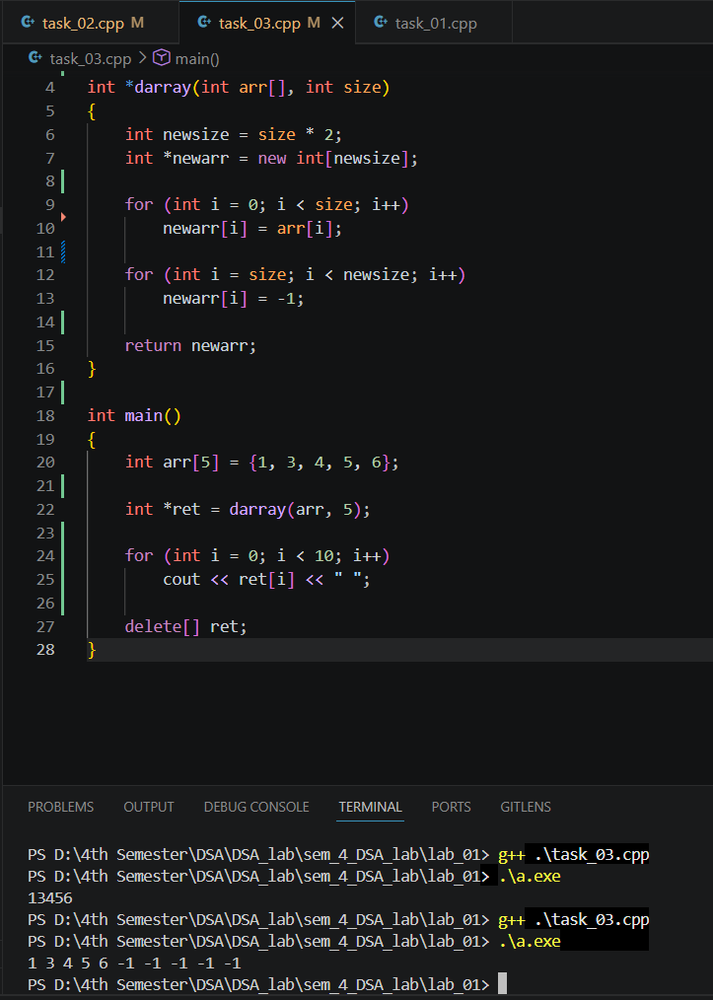 task_02.cpp M task_03.cpp M task_01.cpp
task_03.cpp > main()
4 int *darray(int arr[], int size)
5 {
6 int newsize = size * 2;
7 int *newarr = new int[newsize];
8
9 for (int i = 0; i < size; i++)
10 newarr[i] = arr[i];
11
12 for (int i = size; i < newsize; i++)
13 newarr[i] = -1;
14
15 return newarr;
16 }
17
18 int main()
19 {
20 int arr[5] = {1, 3, 4, 5, 6};
21
22 int *ret = darray(arr, 5);
23
24 for (int i = 0; i < 10; i++)
25 cout << ret[i] << " ";
26
27 delete[] ret;
28 }
PROBLEMS OUTPUT DEBUG CONSOLE TERMINAL PORTS GITLENS
PS D:\4th Semester\DSA\DSA_lab\sem_4_DSA_lab\lab_01> g++ .\task_03.cpp
PS D:\4th Semester\DSA\DSA_lab\sem_4_DSA_lab\lab_01> .\a.exe
13456
PS D:\4th Semester\DSA\DSA_lab\sem_4_DSA_lab\lab_01> g++ .\task_03.cpp
PS D:\4th Semester\DSA\DSA_lab\sem_4_DSA_lab\lab_01> .\a.exe
1 3 4 5 6 -1 -1 -1 -1 -1
PS D:\4th Semester\DSA\DSA_lab\sem_4_DSA_lab\lab_01>